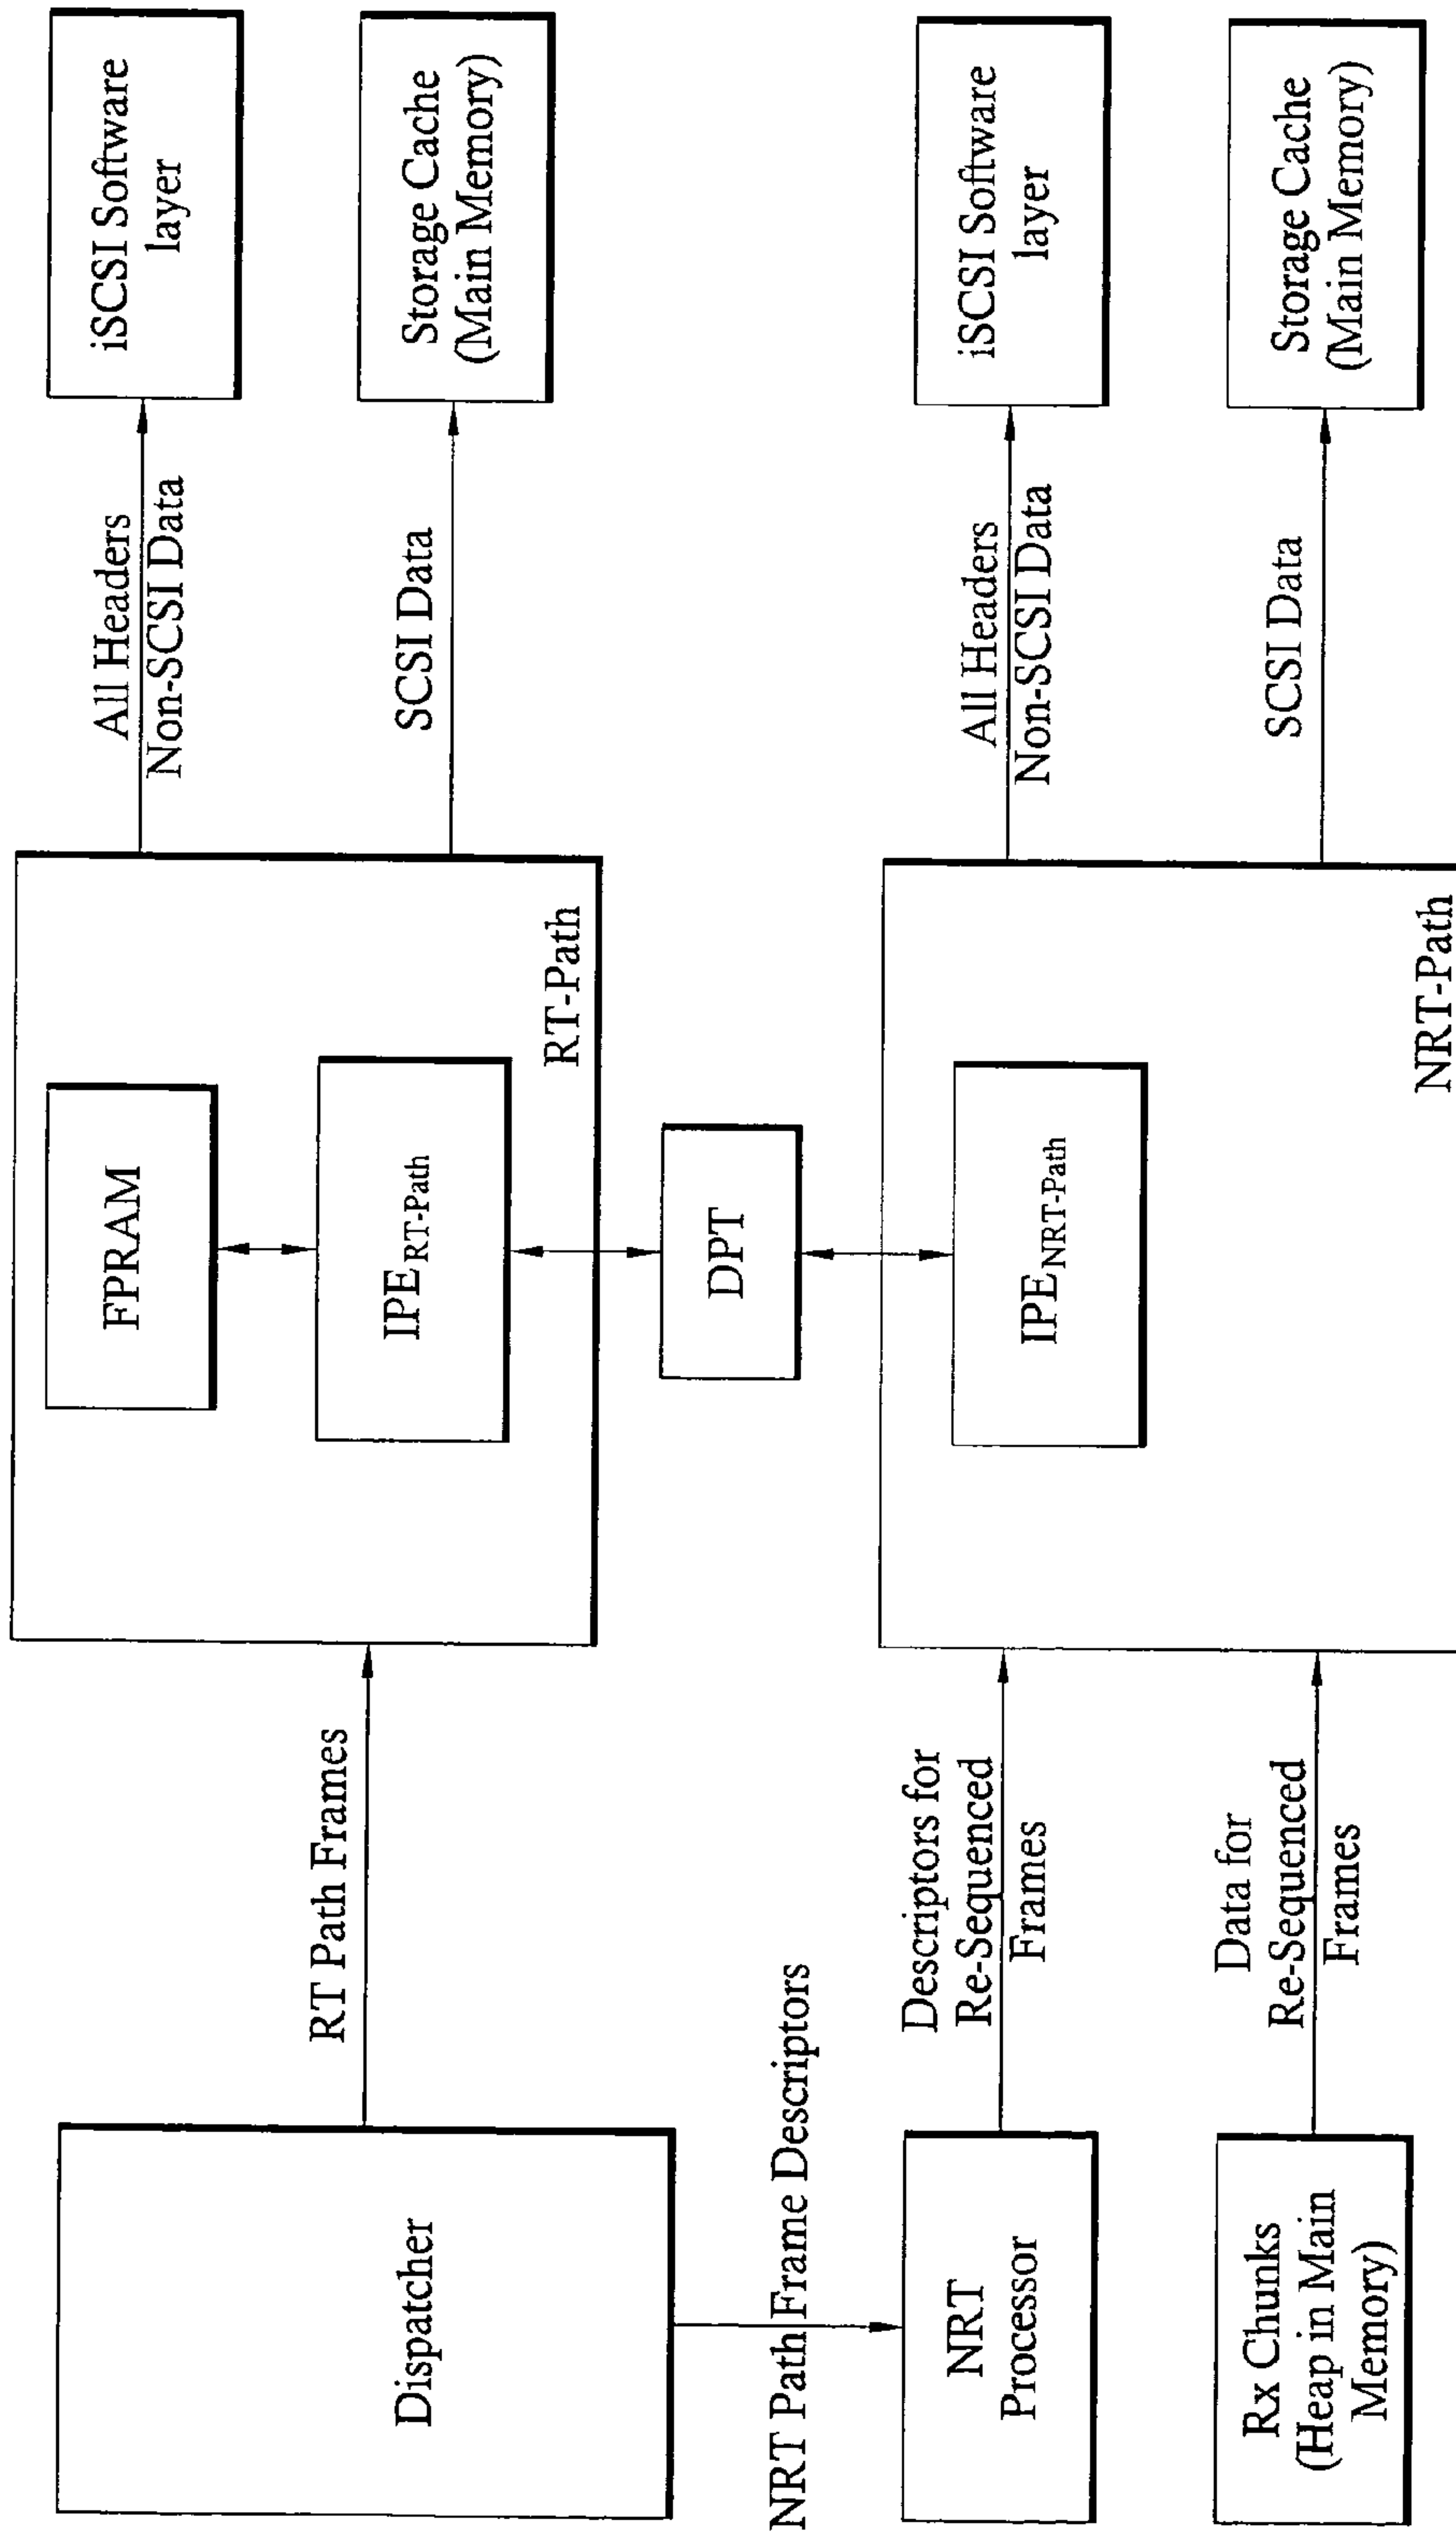 Dispatcher
RT Path Frames
FPRAM
IPERT-Path
RT-Path
All Headers
Non-SCSI Data
iSCSI Software
layer
SCSI Data
Storage Cache
(Main Memory)
DPT
NRT Path Frame Descriptors
NRT
Processor
Descriptors for
Re-Sequenced
Frames
Rx Chunks
(Heap in Main
Memory)
Data for
Re-Sequenced
Frames
IPENRT-Path
NRT-Path
All Headers
Non-SCSI Data
iSCSI Software
layer
SCSI Data
Storage Cache
(Main Memory)